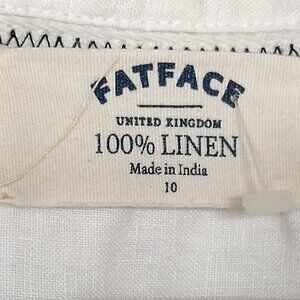 FATFACE
UNITED KINGDOM
100% LINEN
Made in India
10